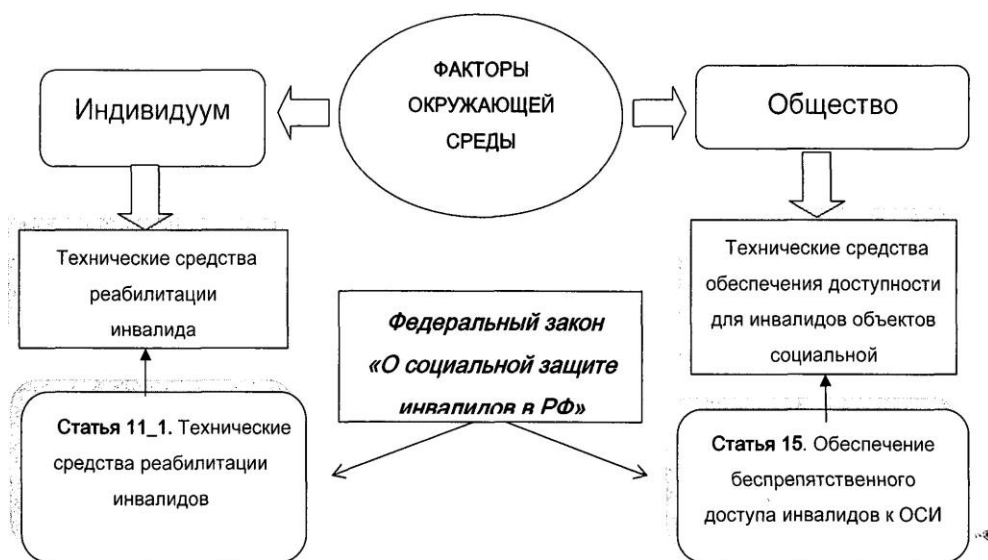 ФАКТОРЫ
ОКРУЖАЮЩЕЙ
СРЕДЫ
Индивидуум
Общество
Технические средства
реабилитации
инвалида
Технические средства
обеспечения доступности
для инвалидов объектов
социальной
Федеральный закон
«О социальной защите
инвалидов в РФ»
Статья 11_1. Технические
средства реабилитации
инвалидов
Статья 15. Обеспечение
беспрепятственного
доступа инвалидов к ОСИ